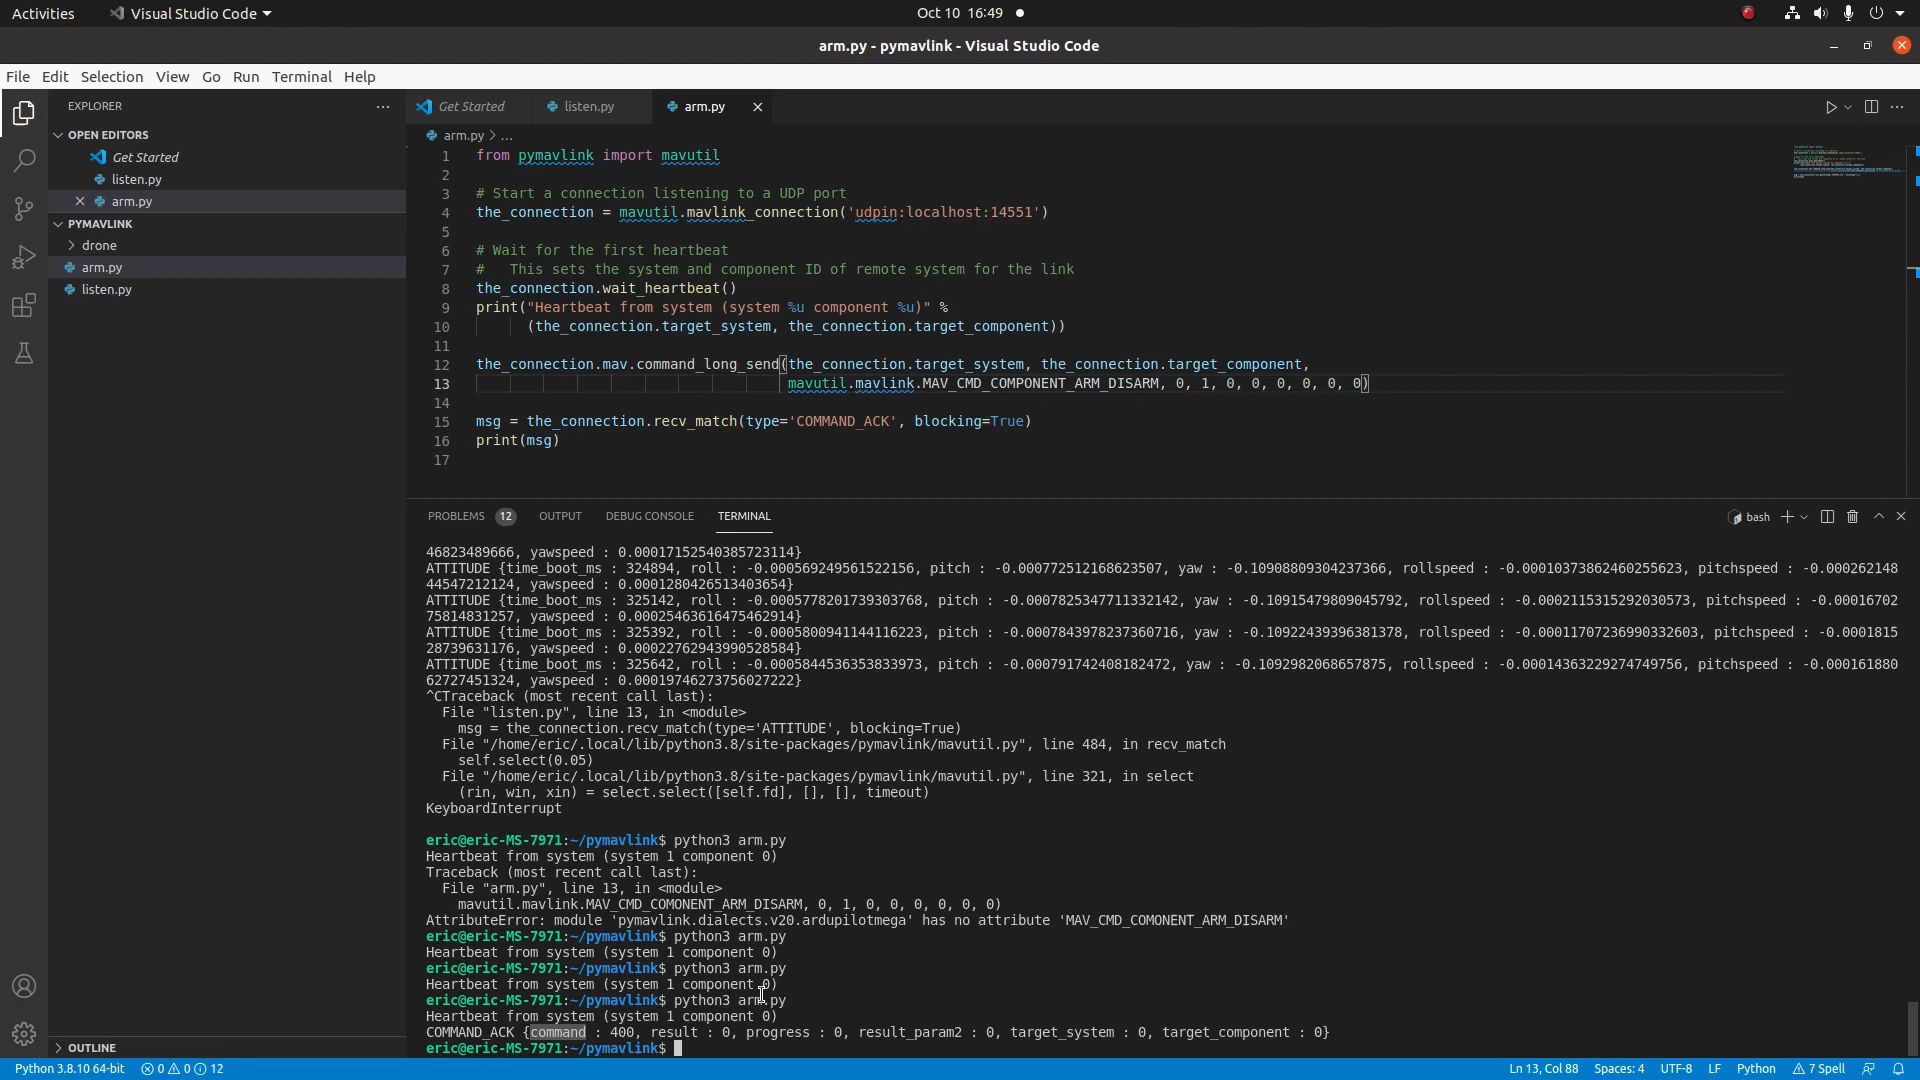 Activities
Visual Studio Code
Oct 10 16:49
arm.py - pymavlink - Visual Studio Code
File Edit Selection View Go Run Terminal Help
EXPLORER
OPEN EDITORS
Get Started
listen.py
arm.py
PYMAVLINK
drone
arm.py
listen.py
OUTLINE
Get Started
listen.py
arm.py
arm.py > ...
1 from pymavlink import mavutil
2
3 # Start a connection listening to a UDP port
4 the_connection = mavutil.mavlink_connection('udpin:localhost:14551')
5
6 # Wait for the first heartbeat
7 #   This sets the system and component ID of remote system for the link
8 the_connection.wait_heartbeat()
9 print("Heartbeat from system (system %u component %u)" %
10 (the_connection.target_system, the_connection.target_component))
11
12 the_connection.mav.command_long_send(the_connection.target_system, the_connection.target_component,
13 mavutil.mavlink.MAV_CMD_COMPONENT_ARM_DISARM, 0, 1, 0, 0, 0, 0, 0, 0)
14
15 msg = the_connection.recv_match(type='COMMAND_ACK', blocking=True)
16 print(msg)
17
PROBLEMS 12 OUTPUT DEBUG CONSOLE TERMINAL
bash
46823489666, yawspeed : 0.00017152540385723114}
ATTITUDE {time_boot_ms : 324894, roll : -0.000569249561522156, pitch : -0.000772512168623507, yaw : -0.10908809304237366, rollspeed : -0.00010373862460255623, pitchspeed : -0.000262148
44547212124, yawspeed : 0.0001280426513403654}
ATTITUDE {time_boot_ms : 325142, roll : -0.0005778201739303768, pitch : -0.0007825347711332142, yaw : -0.10915479809045792, rollspeed : -0.0002115315292030573, pitchspeed : -0.00016702
75814831257, yawspeed : 0.00025463616475462914}
ATTITUDE {time_boot_ms : 325392, roll : -0.0005800941144116223, pitch : -0.0007843978237360716, yaw : -0.10922439396381378, rollspeed : -0.00011707236990332603, pitchspeed : -0.0001815
28739631176, yawspeed : 0.00022762943990528584}
ATTITUDE {time_boot_ms : 325642, roll : -0.0005844536353833973, pitch : -0.000791742408182472, yaw : -0.1092982068657875, rollspeed : -0.00014363229274749756, pitchspeed : -0.000161880
62727451324, yawspeed : 0.00019746273756027222}
^CTraceback (most recent call last):
File "listen.py", line 13, in <module>
msg = the_connection.recv_match(type='ATTITUDE', blocking=True)
File "/home/eric/.local/lib/python3.8/site-packages/pymavlink/mavutil.py", line 484, in recv_match
self.select(0.05)
File "/home/eric/.local/lib/python3.8/site-packages/pymavlink/mavutil.py", line 321, in select
(rin, win, xin) = select.select([self.fd], [], [], timeout)
KeyboardInterrupt
eric@eric-MS-7971:~/pymavlink$ python3 arm.py
Heartbeat from system (system 1 component 0)
Traceback (most recent call last):
File "arm.py", line 13, in <module>
mavutil.mavlink.MAV_CMD_COMONENT_ARM_DISARM, 0, 1, 0, 0, 0, 0, 0, 0)
AttributeError: module 'pymavlink.dialects.v20.ardupilotmega' has no attribute 'MAV_CMD_COMONENT_ARM_DISARM'
eric@eric-MS-7971:~/pymavlink$ python3 arm.py
Heartbeat from system (system 1 component 0)
eric@eric-MS-7971:~/pymavlink$ python3 arm.py
Heartbeat from system (system 1 component 0)
eric@eric-MS-7971:~/pymavlink$ python3 arm.py
Heartbeat from system (system 1 component 0)
COMMAND_ACK {command : 400, result : 0, progress : 0, result_param2 : 0, target_system : 0, target_component : 0}
eric@eric-MS-7971:~/pymavlink$
Python 3.8.10 64-bit 0 0 12
Ln 13, Col 88 Spaces: 4 UTF-8 LF Python 7 Spell